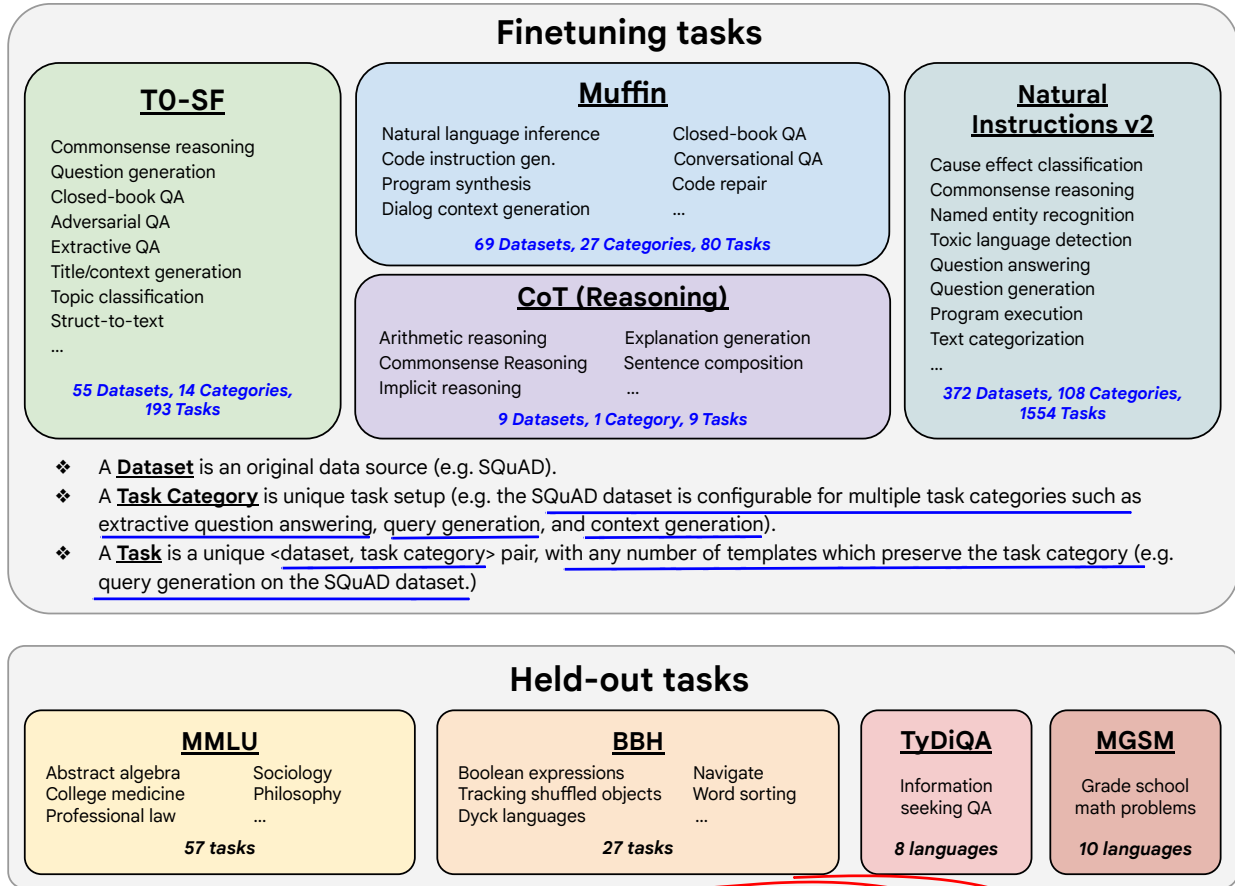 Finetuning tasks
T0-SF
Commonsense reasoning
Question generation
Closed-book QA
Adversarial QA
Extractive QA
Title/context generation
Topic classification
Struct-to-text
...
55 Datasets, 14 Categories,
193 Tasks
Muffin
Natural language inference
Code instruction gen.
Program synthesis
Dialog context generation
Closed-book QA
Conversational QA
Code repair
...
69 Datasets, 27 Categories, 80 Tasks
CoT (Reasoning)
Arithmetic reasoning
Commonsense Reasoning
Implicit reasoning
Explanation generation
Sentence composition
...
9 Datasets, 1 Category, 9 Tasks
Natural
Instructions v2
Cause effect classification
Commonsense reasoning
Named entity recognition
Toxic language detection
Question answering
Question generation
Program execution
Text categorization
...
372 Datasets, 108 Categories,
1554 Tasks
❖ A Dataset is an original data source (e.g. SQuAD).
❖ A Task Category is unique task setup (e.g. the SQuAD dataset is configurable for multiple task categories such as
extractive question answering, query generation, and context generation).
❖ A Task is a unique <dataset, task category> pair, with any number of templates which preserve the task category (e.g.
query generation on the SQuAD dataset.)
Held-out tasks
MMLU
Abstract algebra
College medicine
Professional law
Sociology
Philosophy
...
57 tasks
BBH
Boolean expressions
Tracking shuffled objects
Dyck languages
Navigate
Word sorting
...
27 tasks
TyDiQA
Information
seeking QA
8 languages
MGSM
Grade school
math problems
10 languages